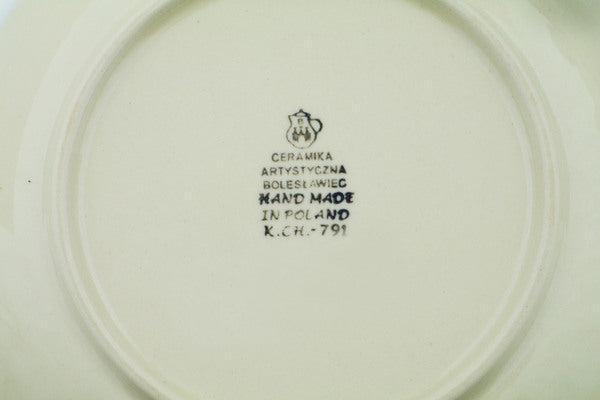 CERAMIKA
ARTYSTYCZNA
BOLESŁAWIEC
HAND MADE
IN POLAND
K.CH.-791